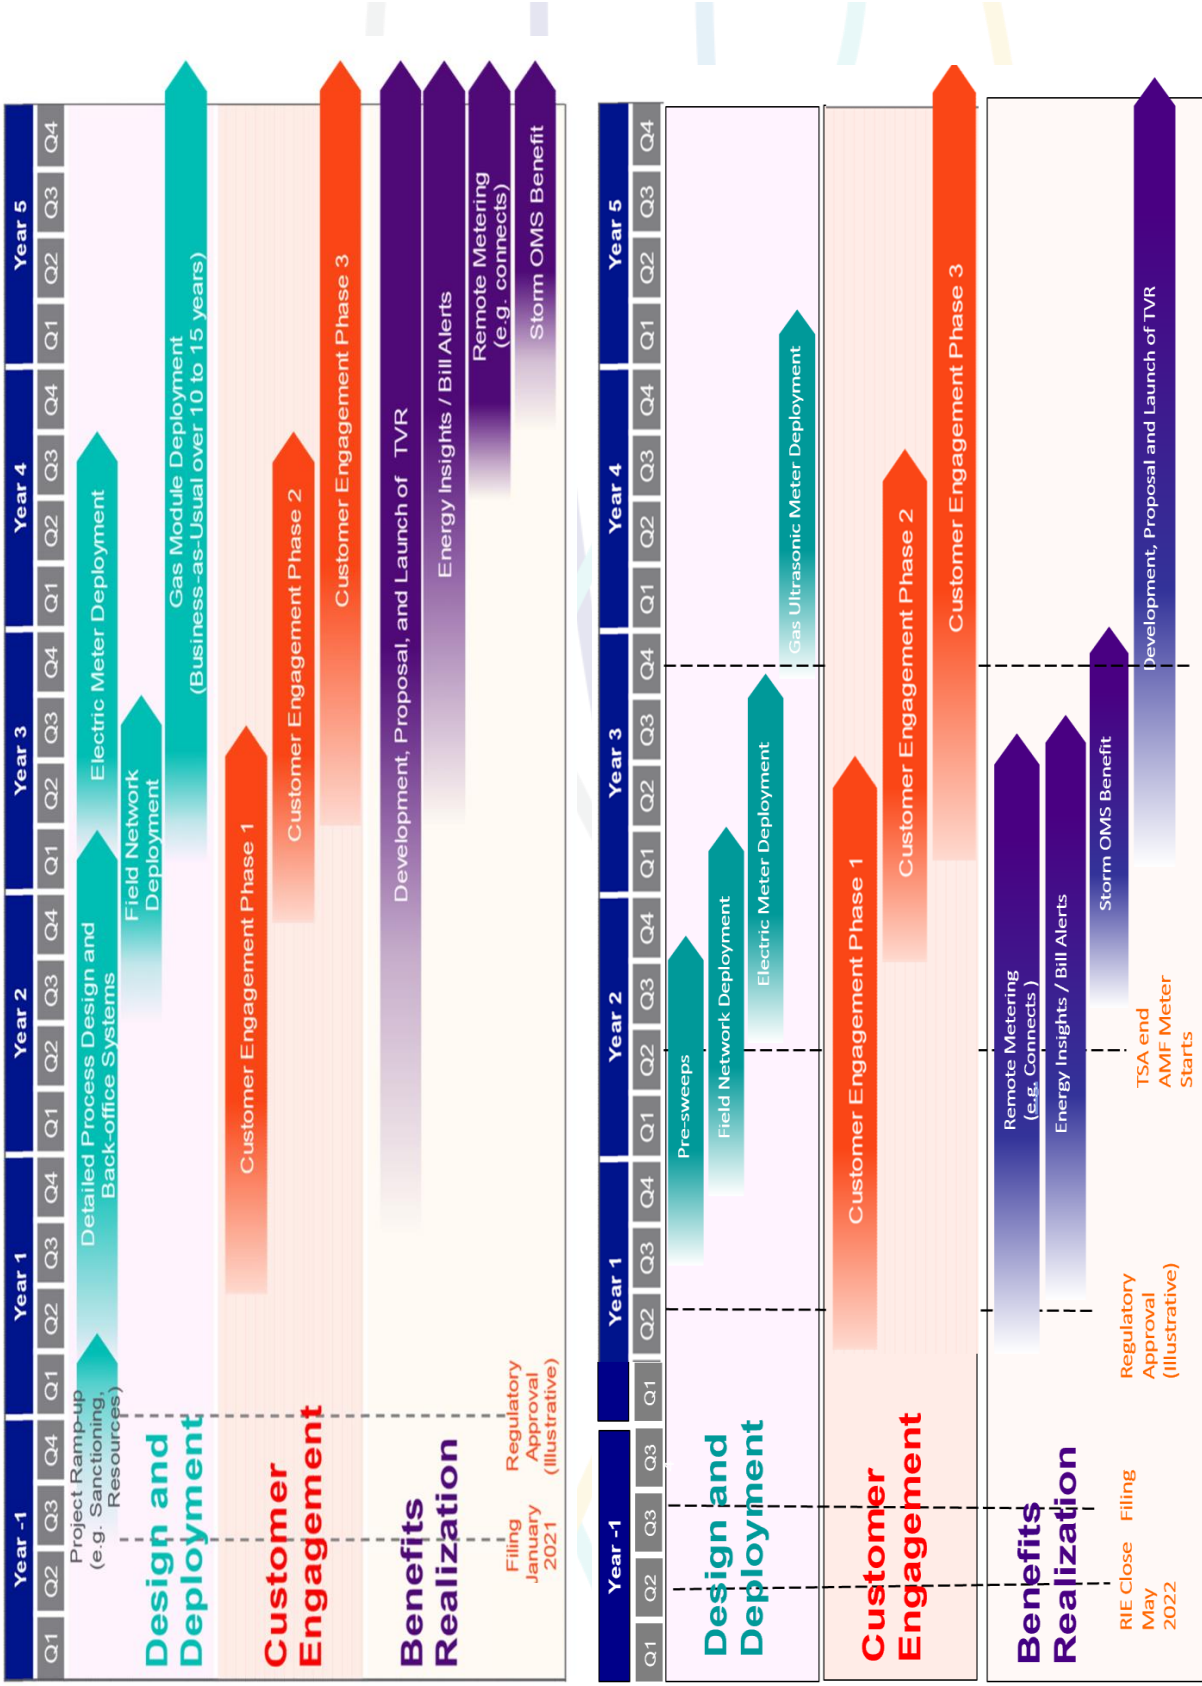 Year -1
Year 1
Year 2
Year 3
Year 4
Year 5
Q1
Q2
Q3
Q4
Q1
Q2
Q3
Q4
Q1
Q2
Q3
Q4
Q1
Q2
Q3
Q4
Q1
Q2
Q3
Q4
Q1
Q2
Q3
Q4
Design and
Deployment
Project Ramp-up
(e.g. Sanctioning,
Resources)
Detailed Process Design and
Back-office Systems
Electric Meter Deployment
Field Network
Deployment
Gas Module Deployment
(Business-as-Usual over 10 to 15 years)
Customer
Engagement
Customer Engagement Phase 1
Customer Engagement Phase 2
Customer Engagement Phase 3
Benefits
Realization
Development, Proposal, and Launch of TVR
Energy Insights / Bill Alerts
Remote Metering
(e.g. connects)
Storm OMS Benefit
Filing
January
2021
Regulatory
Approval
(Illustrative)
Year -1
Year 1
Year 2
Year 3
Year 4
Year 5
Q1
Q2
Q3
Q3
Q1
Q2
Q3
Q4
Q1
Q2
Q3
Q4
Q1
Q2
Q3
Q4
Q1
Q2
Q3
Q4
Q1
Q2
Q3
Q4
Design and
Deployment
Pre-sweeps
Field Network Deployment
Electric Meter Deployment
Gas Ultrasonic Meter Deployment
Customer
Engagement
Customer Engagement Phase 1
Customer Engagement Phase 2
Customer Engagement Phase 3
Benefits
Realization
Remote Metering
(e.g. Connects )
Energy Insights / Bill Alerts
Storm OMS Benefit
Development, Proposal and Launch of TVR
RIE Close
May
2022
Filing
Regulatory
Approval
(Illustrative)
TSA end
AMF Meter
Starts